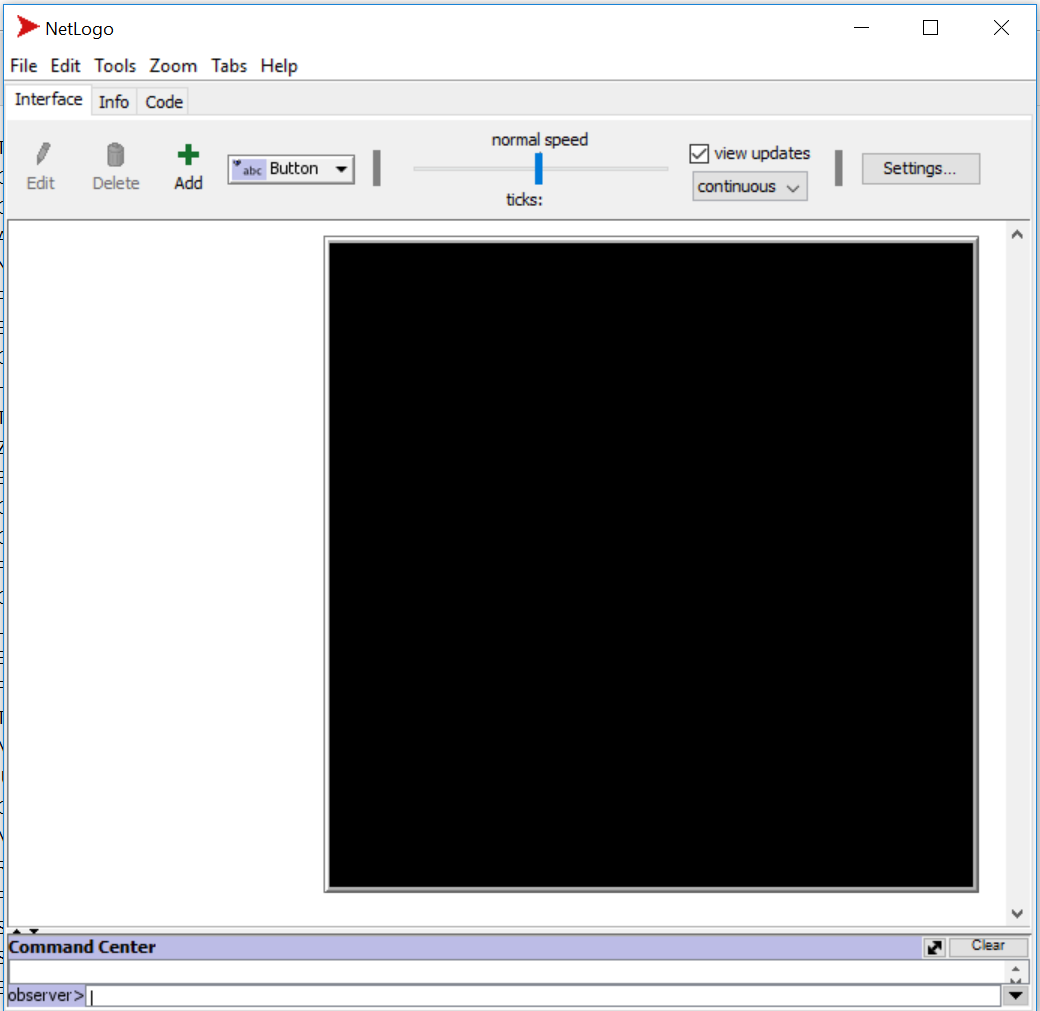 NetLogo
File Edit Tools Zoom Tabs Help
Interface Info Code
normal speed
abc Button
view updates
Settings...
Edit Delete Add
continuous
ticks:
Command Center
Clear
observer>